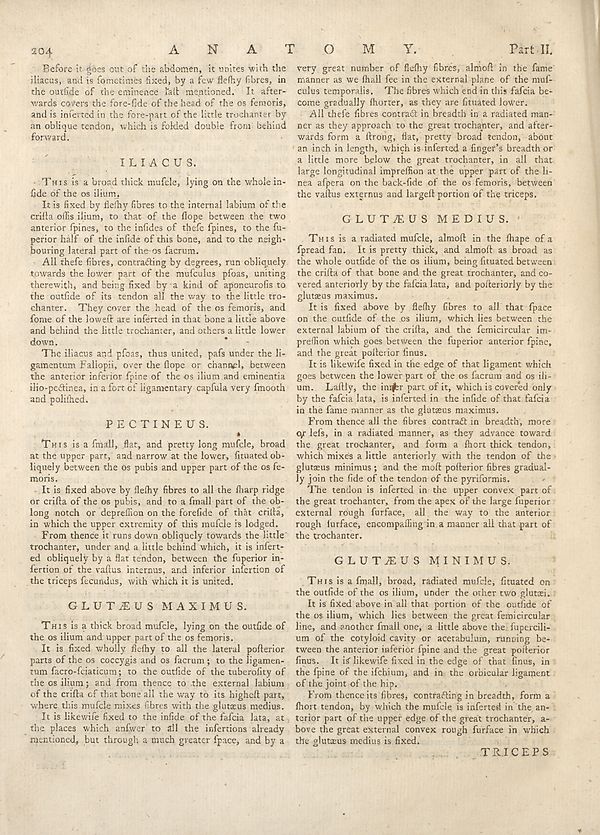 204 A N A T O M Y. Part II.
Before it goes out of the abdomen, it unites with the
iliacus, and is fometimes fixed, by a few flefhy fibres, in
the outfide of the eminence laft mentioned. It after-
wards covers the fore-fide of the head of the os femoris,
and is inferted in the fore-part of the little trochanter by
an oblique tendon, which is folded double from behind
forward.
ILIACUS.
This is a broad thick mufcle, lying on the whole in-
fide of the os ilium.
It is fixed by flefhy fibres to the internal labium of the
crifta offis ilium, to that of the flope between the two
anterior fpines, to the infides of thefe fpines, to the fu-
perior half of the infide of this bone, and to the neigh-
bouring lateral part of the os facrum.
All thefe fibres, contracting by degrees, run obliquely
towards the lower part of the mufculus pfoas, uniting
therewith, and being fixed by a kind of aponeurofis to
the outfide of its tendon all the way to the little tro-
chanter. They cover the head of the os femoris, and
fome of the loweft are inferted in that bone a little above
and behind the little trochanter, and others a little lower
down.
The iliacus and pfoas, thus united, pafs under the li-
gamentum Fallopii, over the flope or channel, between
the anterior inferior fpine of the os ilium and eminentia
ilio-pectinea, in a fort of ligamentary capfula very fmooth
and polifhed.
PECTINEUS.
This is a fmall, flat, and pretty long mufcle, broad
at the upper part, and narrow at the lower, fituated ob-
liquely between the os pubis and upper part of the os fe-
moris.
It is fixed above by flefhy fibres to all the fharp ridge
or crifta of the os pubis, and to a fmall part of the ob-
long notch or depreffion on the forefide of that crifta,
in which the upper extremity of this mufcle is lodged.
From thence it runs down obliquely towards the little
trochanter, under and a little behind which, it is infert-
ed obliquely by a flat tendon, between the fuperior in-
fertion of the vaftus internus, and inferior infertion of
the triceps fecundus, with which it is united.
GLUTÆUS MAXIMUS.
This is a thick broad mufcle, lying on the outfide of
the os ilium and upper part of the os femoris.
It is fixed wholly flefhy to all the lateral pofterior
parts of the os coccygis and os facrum; to the ligamen-
tum facro-fciaticum; to the outfide of the tuberofity of
the os ilium; and from thence to the external labium
of the crifta of that bone all the way to its higheft part,
where this mufcle mixes fibres with the glutæus medius.
It is likewife fixed to the infide of the fafcia lata, at
the places which anfwer to all the infertions already
mentioned, but through a much greater fpace, and by a
very great number of flefhy fibres, almoft in the fame
manner as we fhall fee in the external plane of the muf-
culus temporalis. The fibres which end in this fafcia be-
come gradually fhorter, as they are fituated lower.
All thefe fibres contract in breadth in a radiated man-
ner as they approach to the great trochanter, and after-
wards form a ftrong, flat, pretty broad tendon, about
an inch in length, which is inferted a finger's breadth or
a little more below the great trochanter, in all that
large longitudinal impreffion at the upper part of the li-
nea afpera on the back-fide of the os femoris, between
the vaftus externus and largeft portion of the triceps.
GLUTÆUS MEDIUS.
This is a radiated mufcle, almoft in the fhape of a
fpread fan. It is pretty thick, and almoft as broad as
the whole outfide of the os ilium, being fituated between
the crifta of that bone and the great trochanter, and co-
vered anteriorly by the fafcia lata, and pofteriorly by the
glutæus maximus.
It is fixed above by flefhy fibres to all that fpace
on the outfide of the os ilium, which lies between the
external labium of the crifta, and the femicircular im-
preffion which goes between the fuperior anterior fpine,
and the great pofterior finus.
It is likewife fixed in the edge of that ligament which
goes between the lower part of the os facrum and os ili-
um. Laftly, the inner part of it, which is covered only
by the fafcia lata, is inferted in the infide of that fafcia
in the fame manner as the glutæus maximus.
From thence all the fibres contract in breadth, more
or lefs, in a radiated manner, as they advance toward
the great trochanter, and form a fhort thick tendon,
which mixes a little anteriorly with the tendon of the
glutæus minimus; and the moft pofterior fibres gradual-
ly join the fide of the tendon of the pyriformis.
The tendon is inferted in the upper convex part of
the great trochanter, from the apex of the large fuperior
external rough furface, all the way to the anterior
rough furface, encompaffing in a manner all that part of
the trochanter.
GLUTÆUS MINIMUS.
This is a fmall, broad, radiated mufcle, fituated on
the outfide of the os ilium, under the other two glutæi.
It is fixed above in all that portion of the outfide of
the os ilium, which lies between the great femicircular
line, and another fmall one, a little above the fupercili-
um of the cotyloid cavity or acetabulum, running be-
tween the anterior inferior fpine and the great pofterior
finus. It is likewife fixed in the edge of that finus, in
the fpine of the ifchium, and in the orbicular ligament
of the joint of the hip.
From thence its fibres, contracting in breadth, form a
fhort tendon, by which the mufcle is inferted in the an-
terior part of the upper edge of the great trochanter, a-
bove the great external convex rough furface in which
the glutæus medius is fixed.
TRICEPS